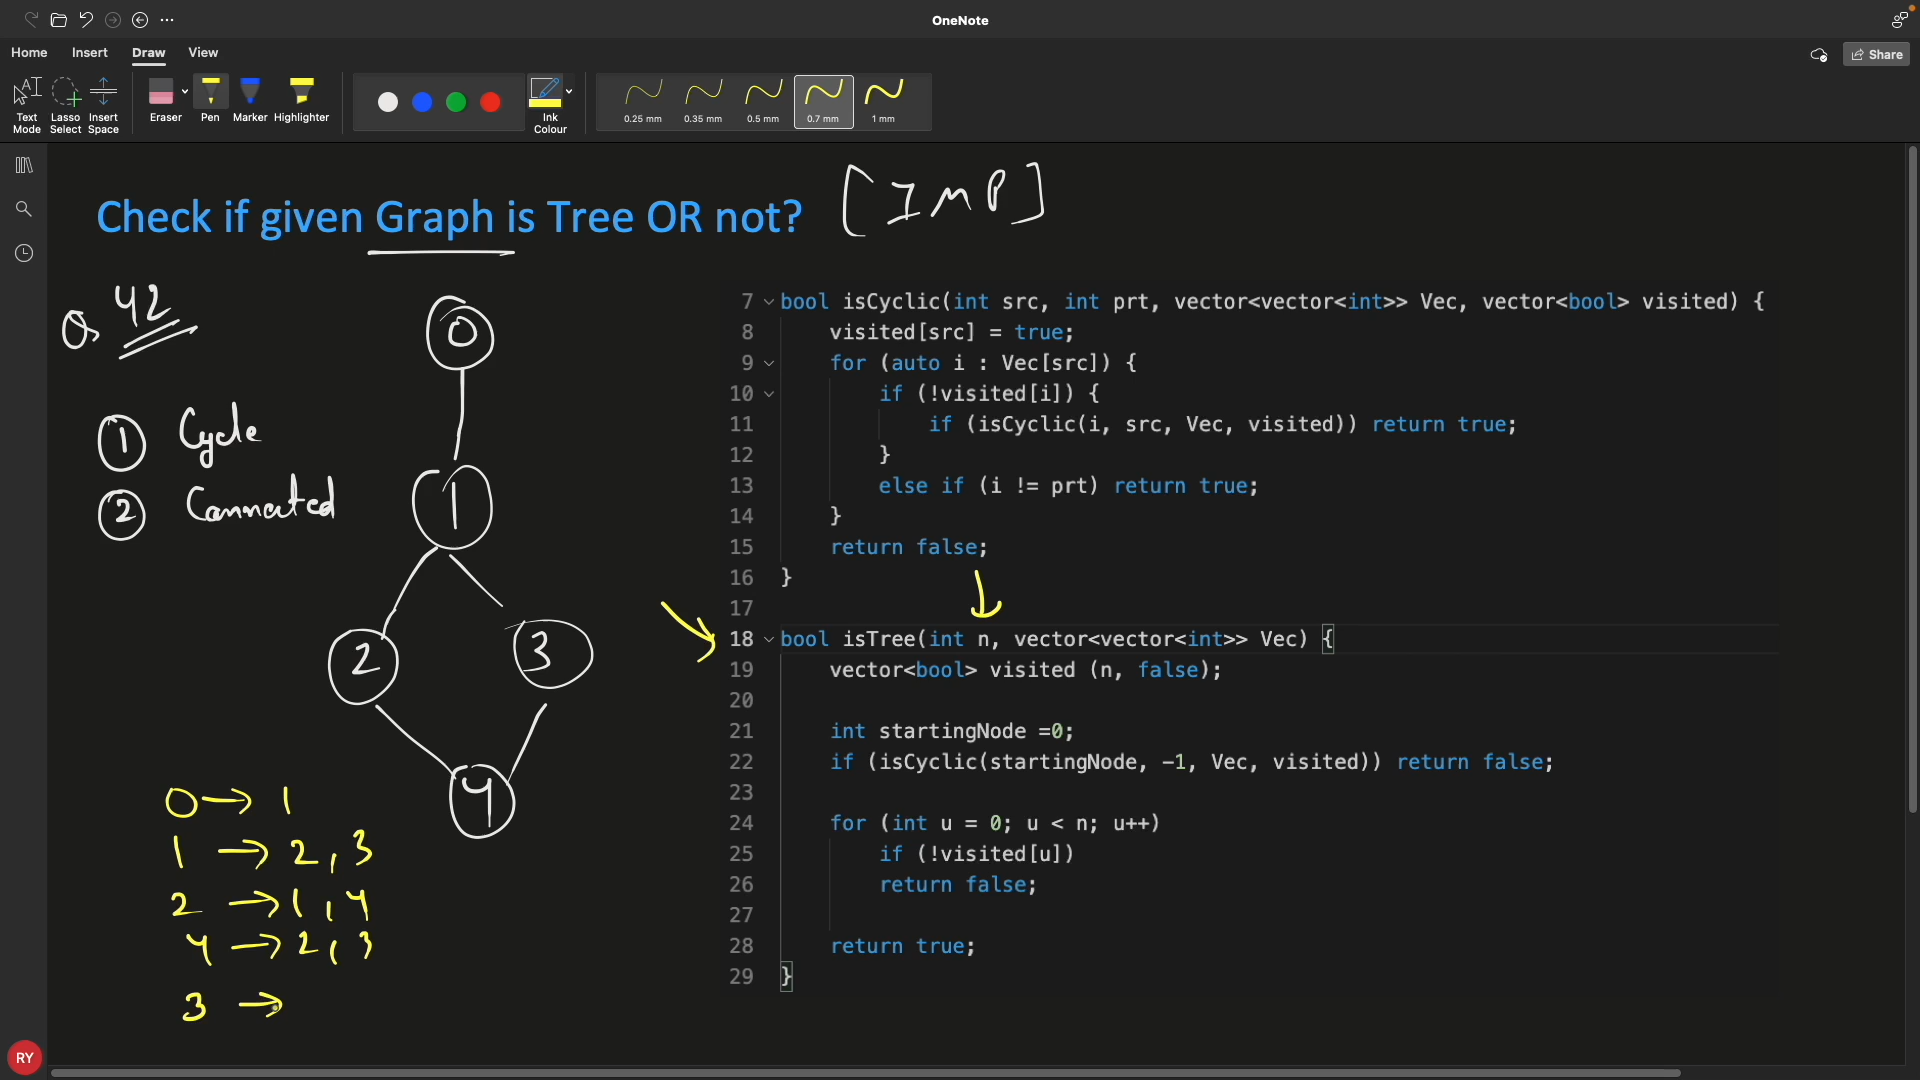 OneNote
Home Insert Draw View
Share
Text Mode
Lasso Select
Insert Space
Eraser
Pen
Marker
Highlighter
Ink Colour
0.25 mm
0.35 mm
0.5 mm
0.7 mm
1 mm
Check if given Graph is Tree OR not? [IMP]
Q. 42
1 Cycle
2 Connected
0
1
2
3
4
0 → 1
1 → 2, 3
2 → 1, 4
4 → 2, 3
3 →
7 bool isCyclic(int src, int prt, vector<vector<int>> Vec, vector<bool> visited) {
8 visited[src] = true;
9 for (auto i : Vec[src]) {
10 if (!visited[i]) {
11 if (isCyclic(i, src, Vec, visited)) return true;
12 }
13 else if (i != prt) return true;
14 }
15 return false;
16 }
17
18 bool isTree(int n, vector<vector<int>> Vec) {
19 vector<bool> visited (n, false);
20
21 int startingNode =0;
22 if (isCyclic(startingNode, -1, Vec, visited)) return false;
23
24 for (int u = 0; u < n; u++)
25 if (!visited[u])
26 return false;
27
28 return true;
29 }
RY